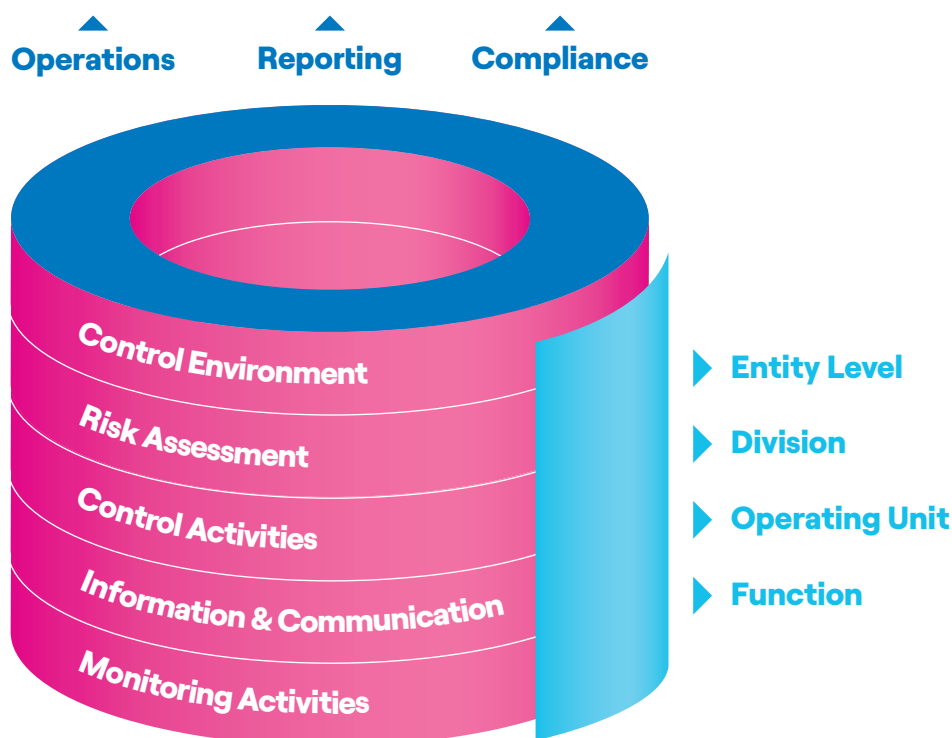 Operations
Reporting
Compliance
Control Environment
Risk Assessment
Control Activities
Information & Communication
Monitoring Activities
Entity Level
Division
Operating Unit
Function